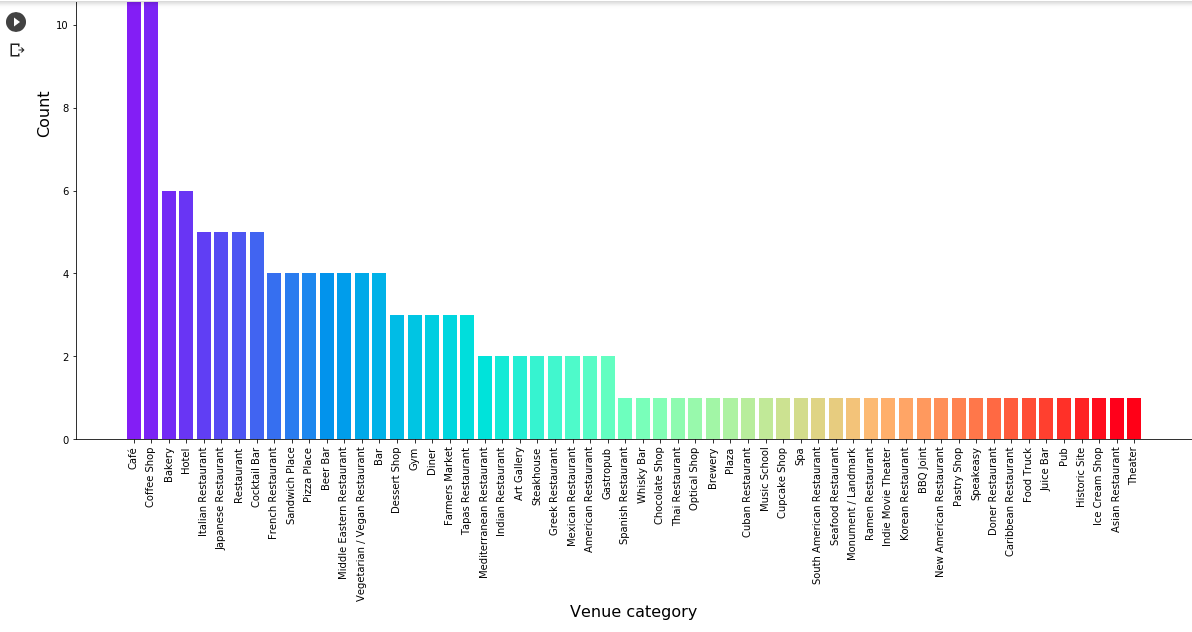 10
8
6
4
2
0
Count
Café
Coffee Shop
Bakery
Hotel
Italian Restaurant
Japanese Restaurant
Restaurant
Cocktail Bar
French Restaurant
Sandwich Place
Pizza Place
Beer Bar
Middle Eastern Restaurant
Vegetarian / Vegan Restaurant
Bar
Dessert Shop
Gym
Diner
Farmers Market
Tapas Restaurant
Mediterranean Restaurant
Indian Restaurant
Art Gallery
Steakhouse
Greek Restaurant
Mexican Restaurant
American Restaurant
Gastropub
Spanish Restaurant
Whisky Bar
Chocolate Shop
Thai Restaurant
Optical Shop
Brewery
Plaza
Cuban Restaurant
Music School
Cupcake Shop
Spa
South American Restaurant
Seafood Restaurant
Monument / Landmark
Ramen Restaurant
Indie Movie Theater
Korean Restaurant
BBQ Joint
New American Restaurant
Pastry Shop
Speakeasy
Doner Restaurant
Caribbean Restaurant
Food Truck
Juice Bar
Pub
Historic Site
Ice Cream Shop
Asian Restaurant
Theater
Venue category